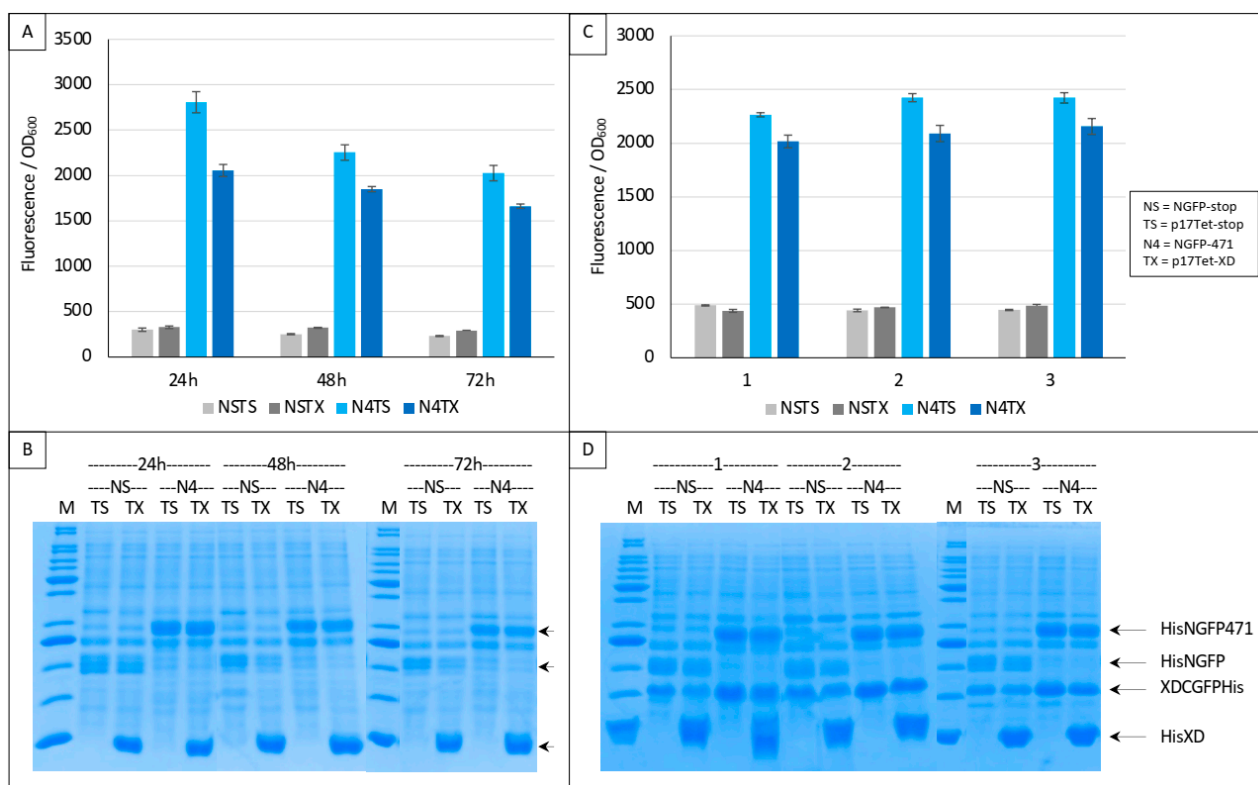 A
3500
3000
2500
2000
1500
1000
500
0
Fluorescence / OD600
24h
48h
72h
NSTS
NSTX
N4TS
N4TX
C
3000
2500
2000
1500
1000
500
0
Fluorescence / OD600
1
2
3
NSTS
NSTX
N4TS
N4TX
NS = NGFP-stop
TS = p17Tet-stop
N4 = NGFP-471
TX = p17Tet-XD
B
----------24h-------- ---------48h---------- ----------72h---------
----NS--- ---N4---- ----NS--- ---N4---- ----NS--- ---N4----
M TS TX TS TX TS TX TS TX M TS TX TS TX
D
------------1---------- ----------2---------- -----------3----------
----NS--- ---N4---- ----NS--- ---N4---- ----NS--- ---N4----
M TS TX TS TX TS TX TS TX M TS TX TS TX
HisNGFP471
HisNGFP
XDCGFPHis
HisXD